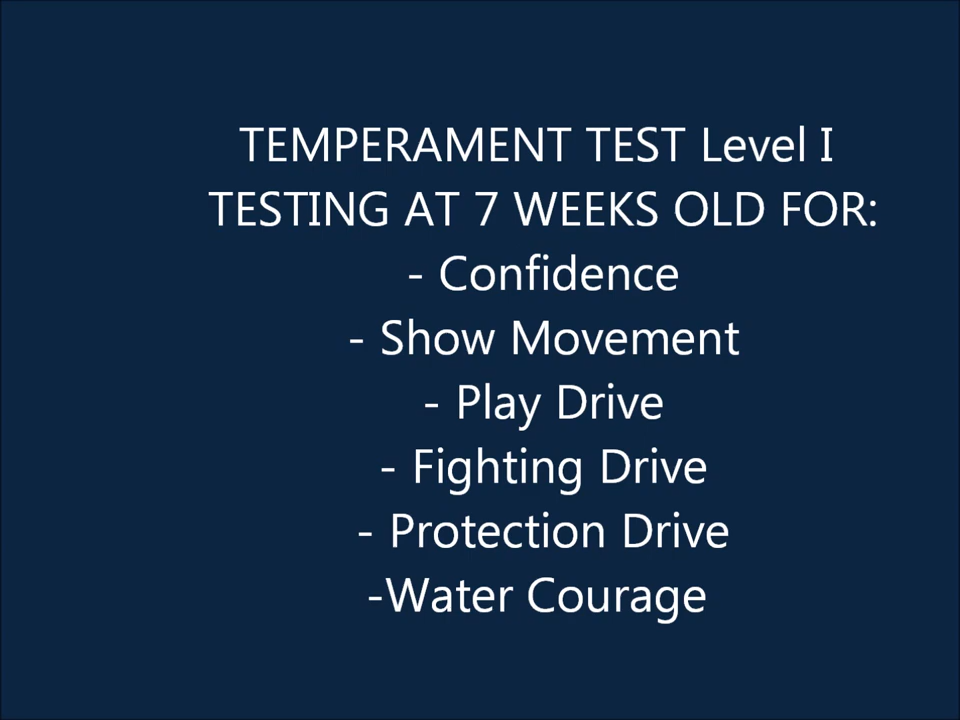 TEMPERAMENT TEST Level I
TESTING AT 7 WEEKS OLD FOR:
- Confidence
- Show Movement
- Play Drive
- Fighting Drive
- Protection Drive
-Water Courage